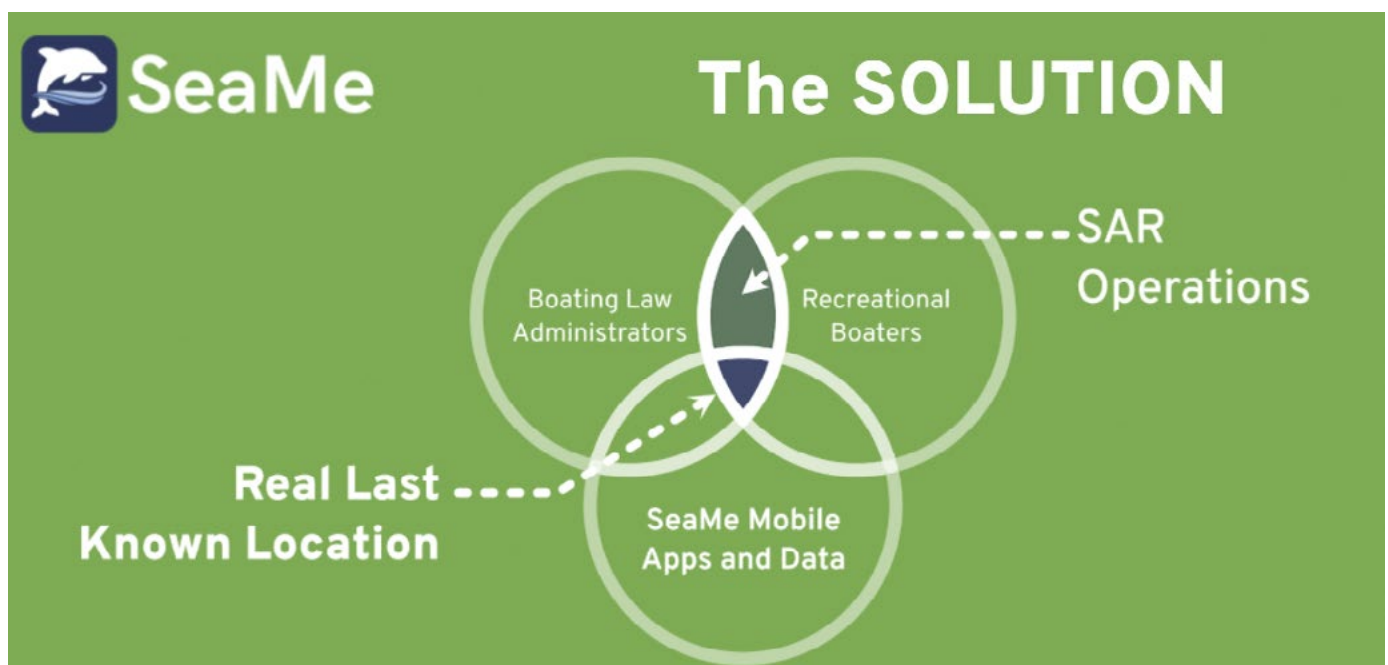 SeaMe
The SOLUTION
SAR
Operations
Boating Law
Administrators
Recreational
Boaters
Real Last
Known Location
SeaMe Mobile
Apps and Data